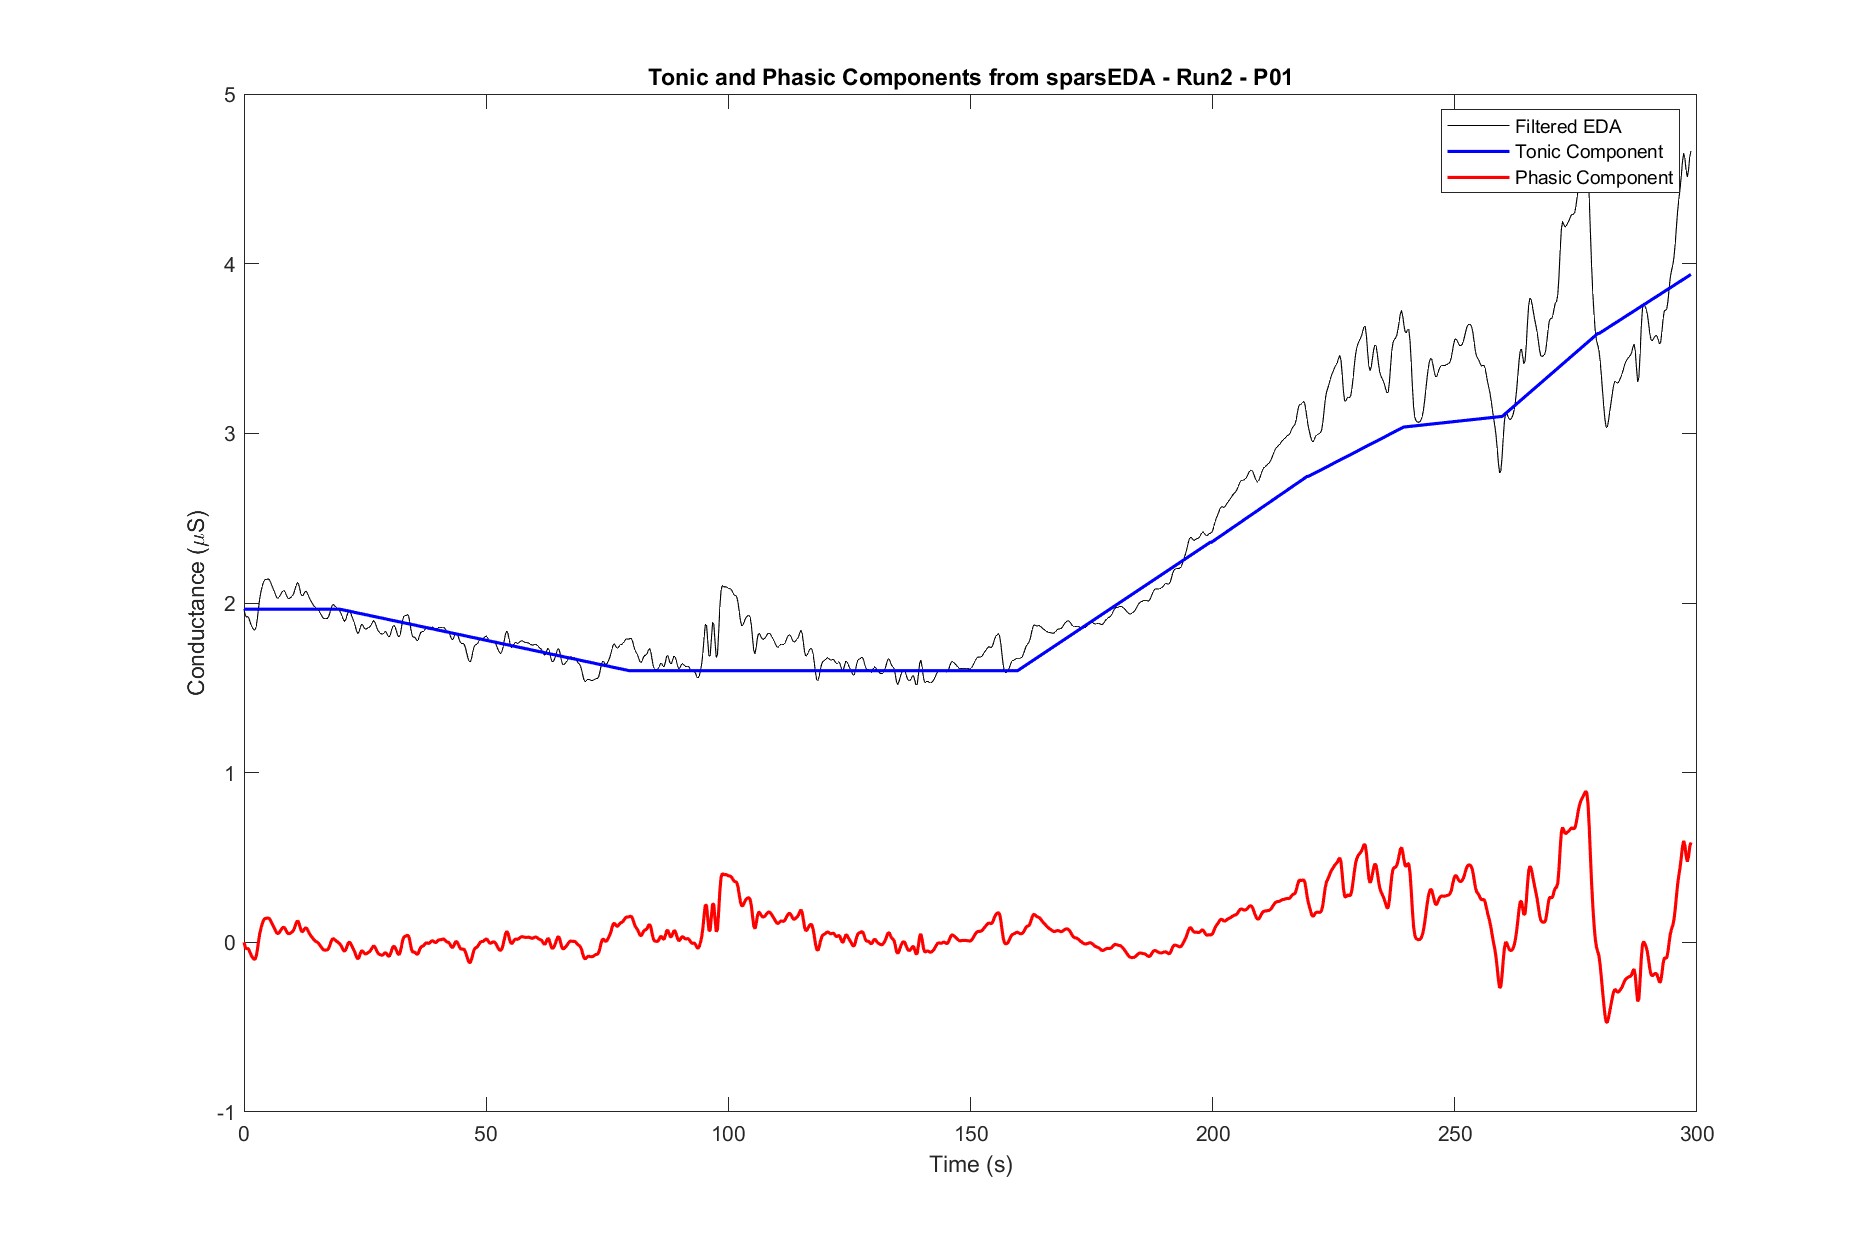 Tonic and Phasic Components from sparsEDA - Run2 - P01
Filtered EDA
Tonic Component
Phasic Component
5
4
3
2
1
0
-1
Conductance (μS)
0 50 100 150 200 250 300
Time (s)